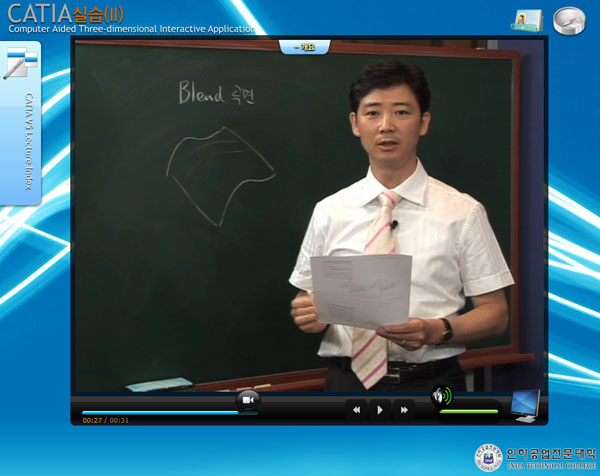 CATIA실습(II)
Computer Aided Three-dimensional Interactive Application
- 개요
CATIA V5 Lecture Index
Blend 곡면
00:27 / 00:31
인하공업전문대학
INHA TECHNICAL COLLEGE